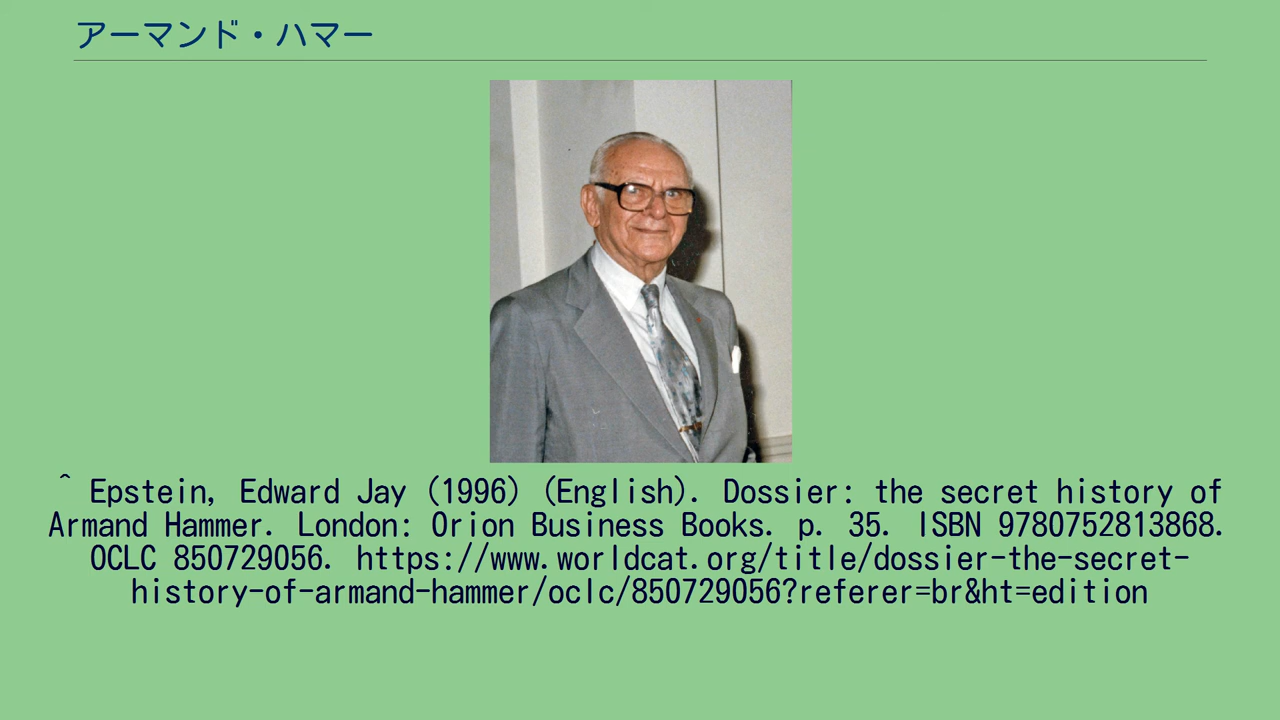 アーマンド・ハマー
^ Epstein, Edward Jay (1996) (English). Dossier: the secret history of
Armand Hammer. London: Orion Business Books. p. 35. ISBN 9780752813868.
OCLC 850729056. https://www.worldcat.org/title/dossier-the-secret-
history-of-armand-hammer/oclc/850729056?referer=br&ht=edition